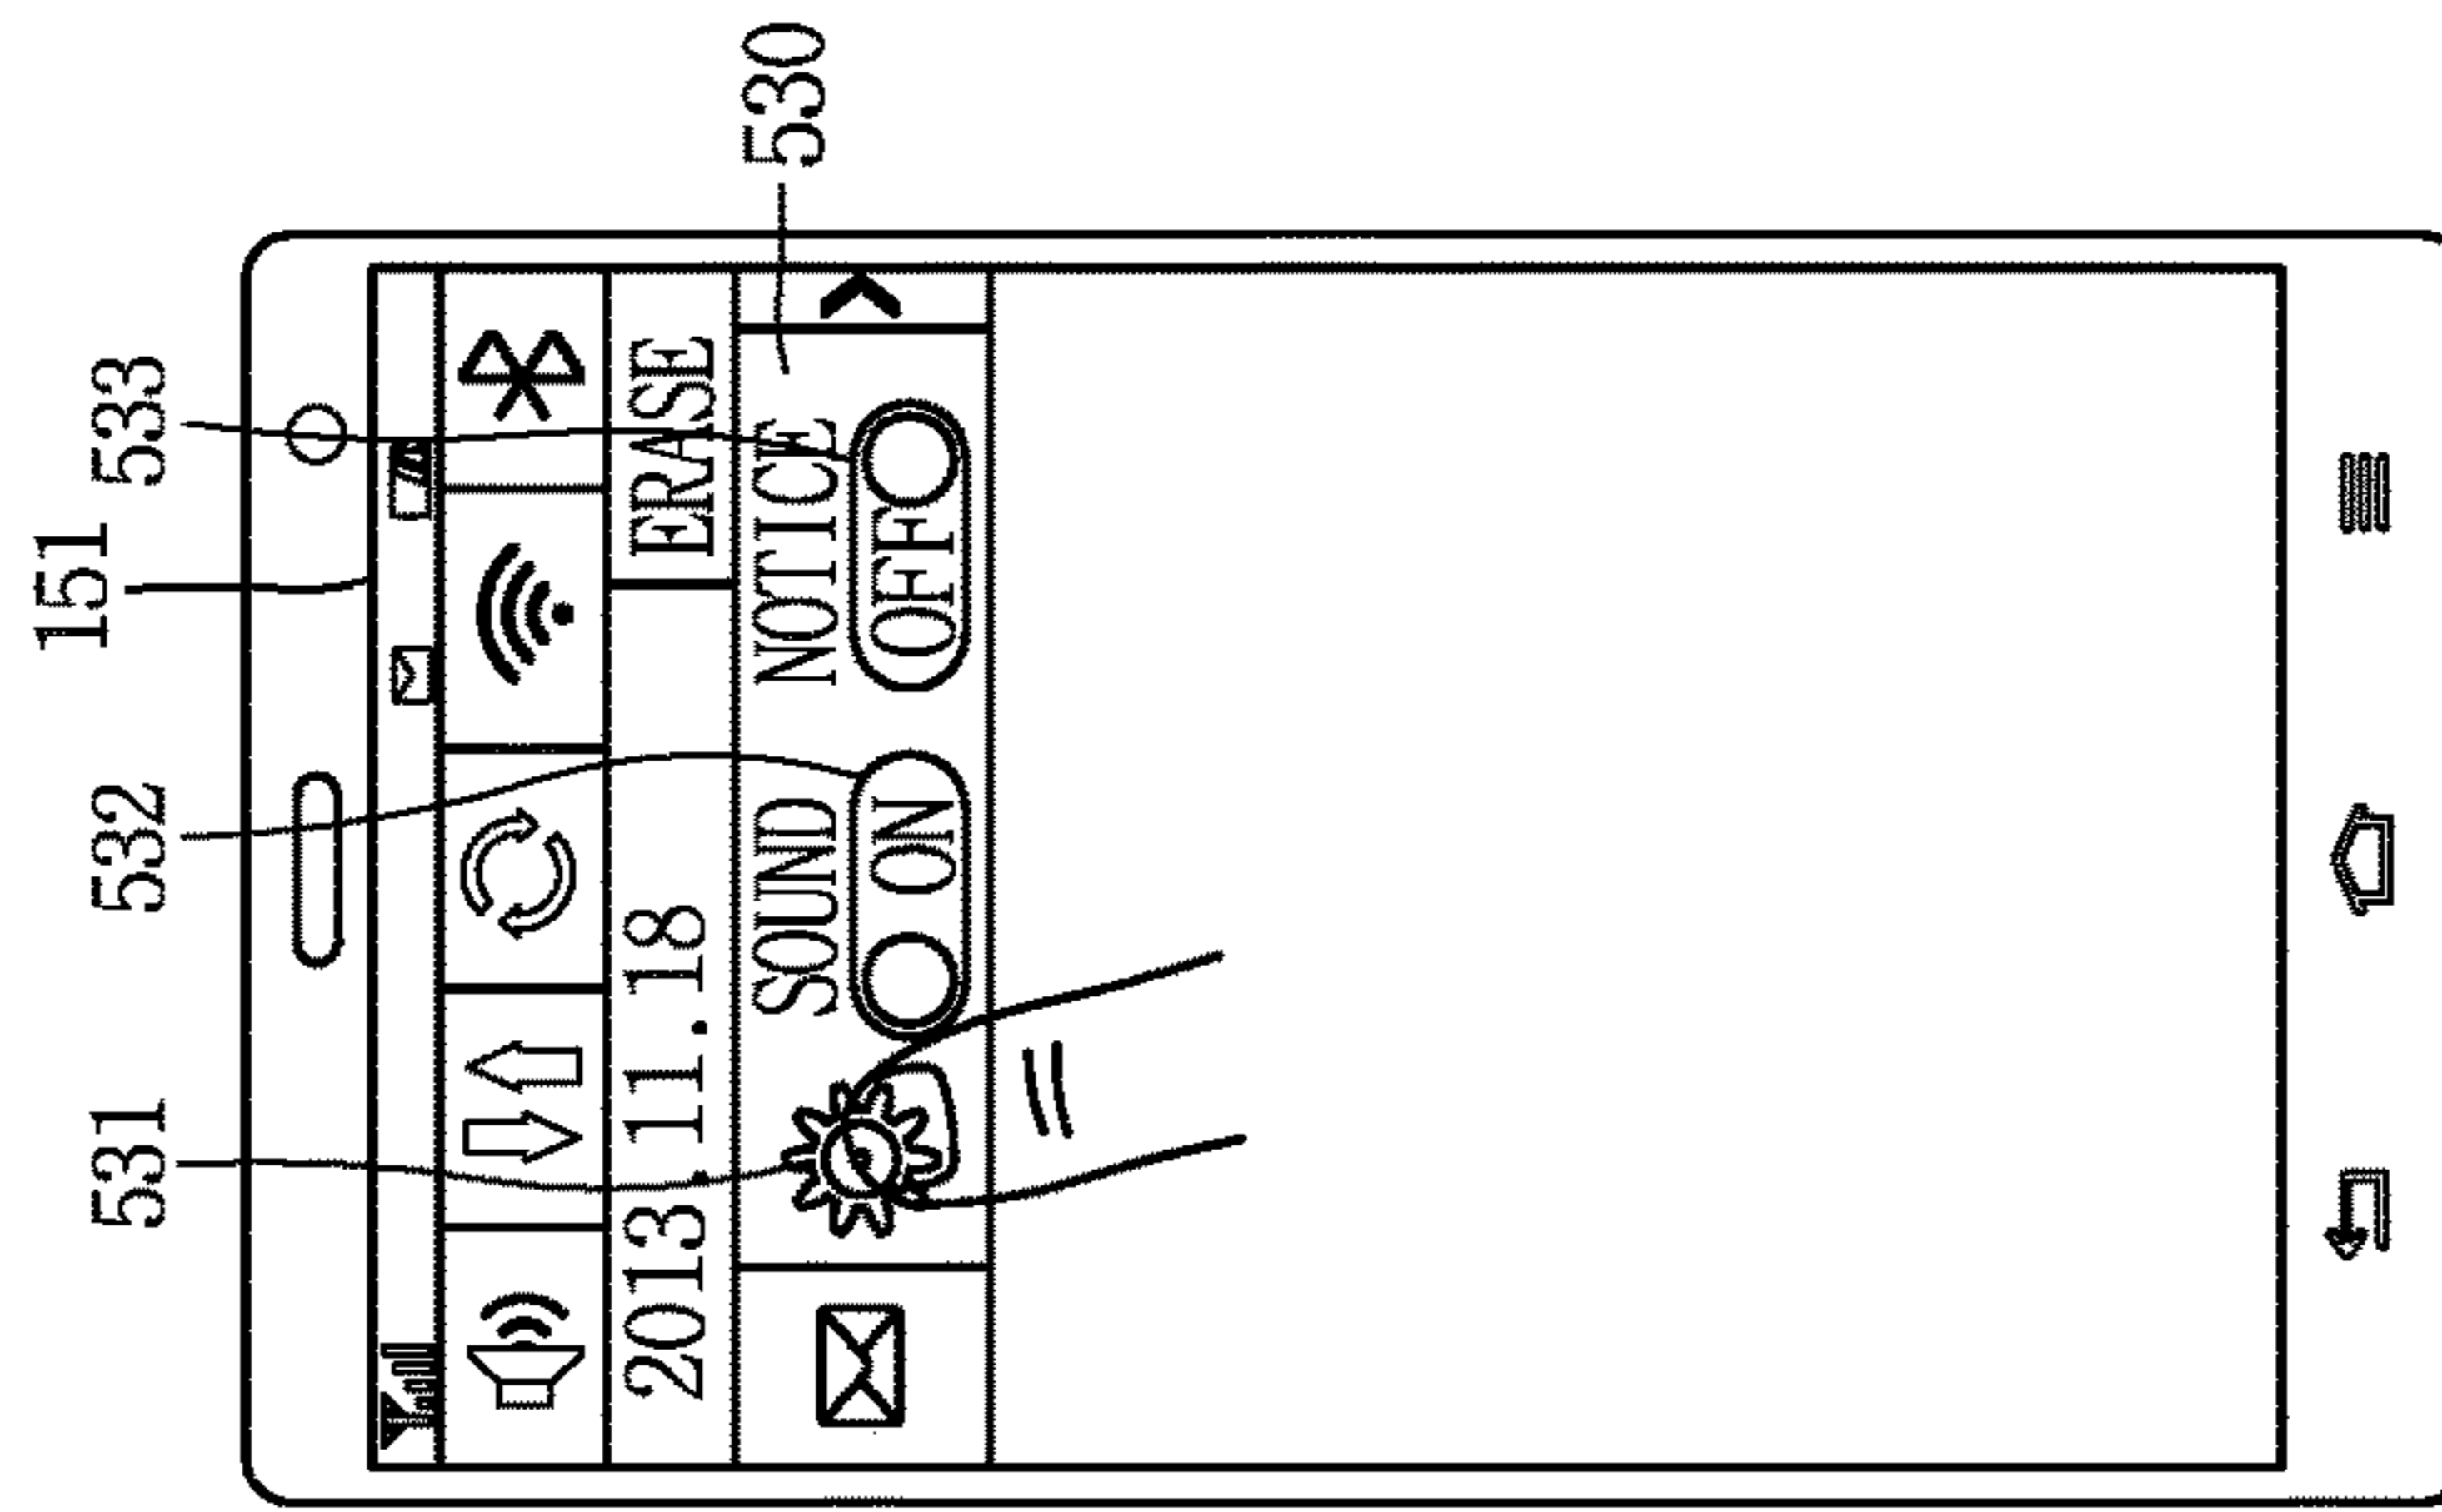 151
531 532 533
2013.11.18 ERASE
530
SOUND NOTICE
ON OFF